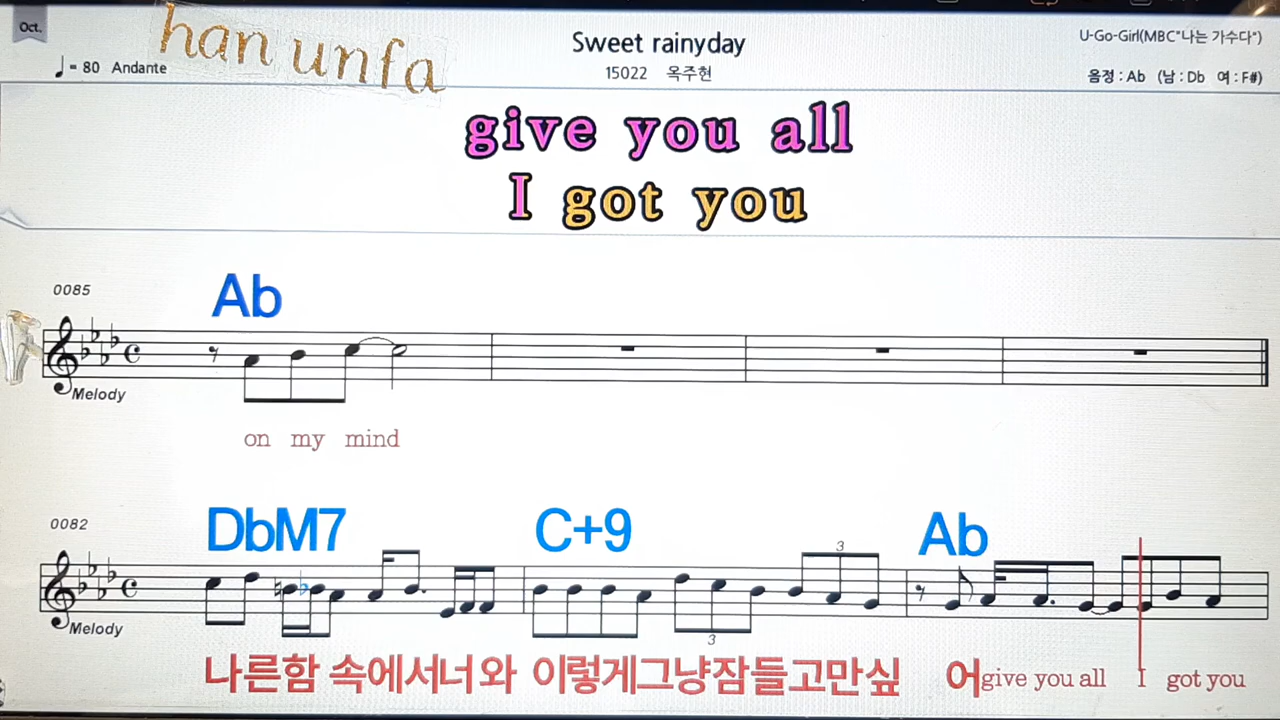 Oct.
han unfa
♩= 80 Andante
Sweet rainyday
15022 옥주현
U-Go-Girl(MBC"나는 가수다")
음정 : Ab (남 : Db 여 : F#)
give you all
I got you
0085
Ab
Melody
on my mind
0082
DbM7 C+9 Ab
3
3
Melody
나른함 속에서너와 이렇게그냥잠들고만싶 어give you all I got you